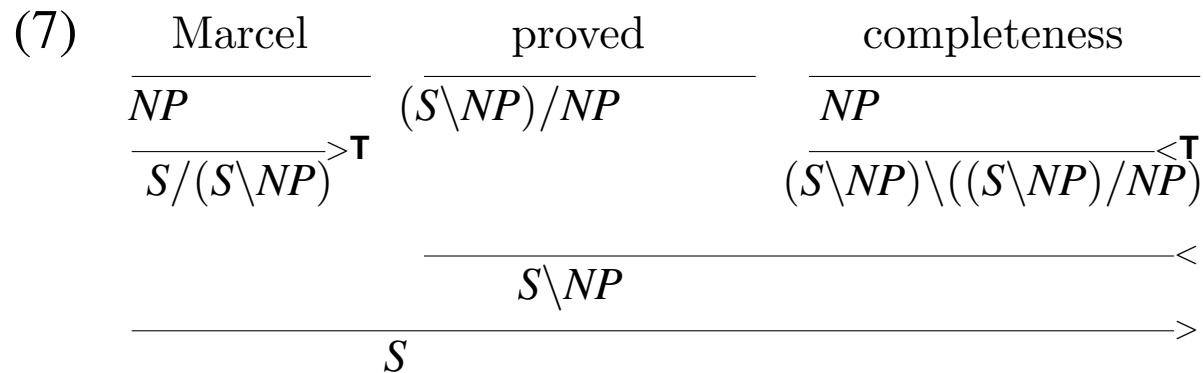 (7) Marcel proved completeness
NP (S\NP)/NP NP
>T <T
S/(S\NP) (S\NP)\((S\NP)/NP)
<
S\NP
>
S